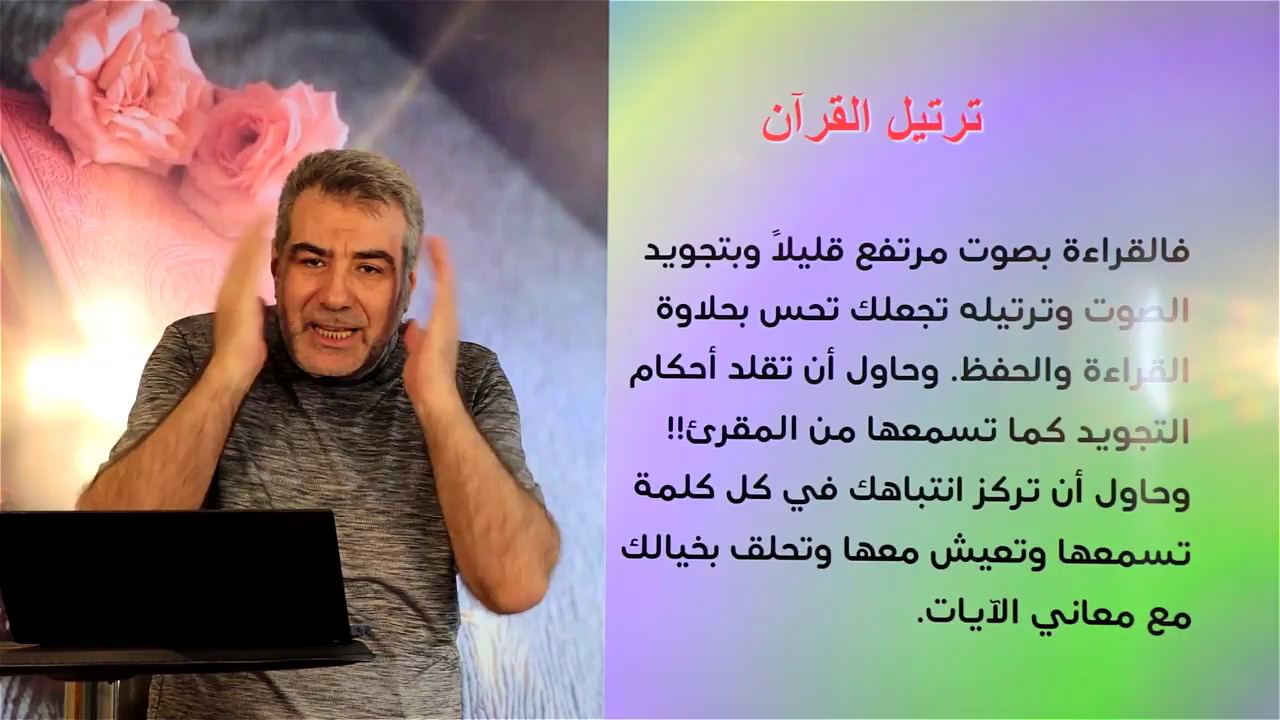 ترتيل القرآن
فالقراءة بصوت مرتفع قليلاً وبتجويد
الصوت وترتيله تجعلك تحس بحلاوة
القراءة والحفظ. وحاول أن تقلد أحكام
التجويد كما تسمعها من المقرئ!!
وحاول أن تركز انتباهك في كل كلمة
تسمعها وتعيش معها وتحلق بخيالك
مع معاني الآيات.